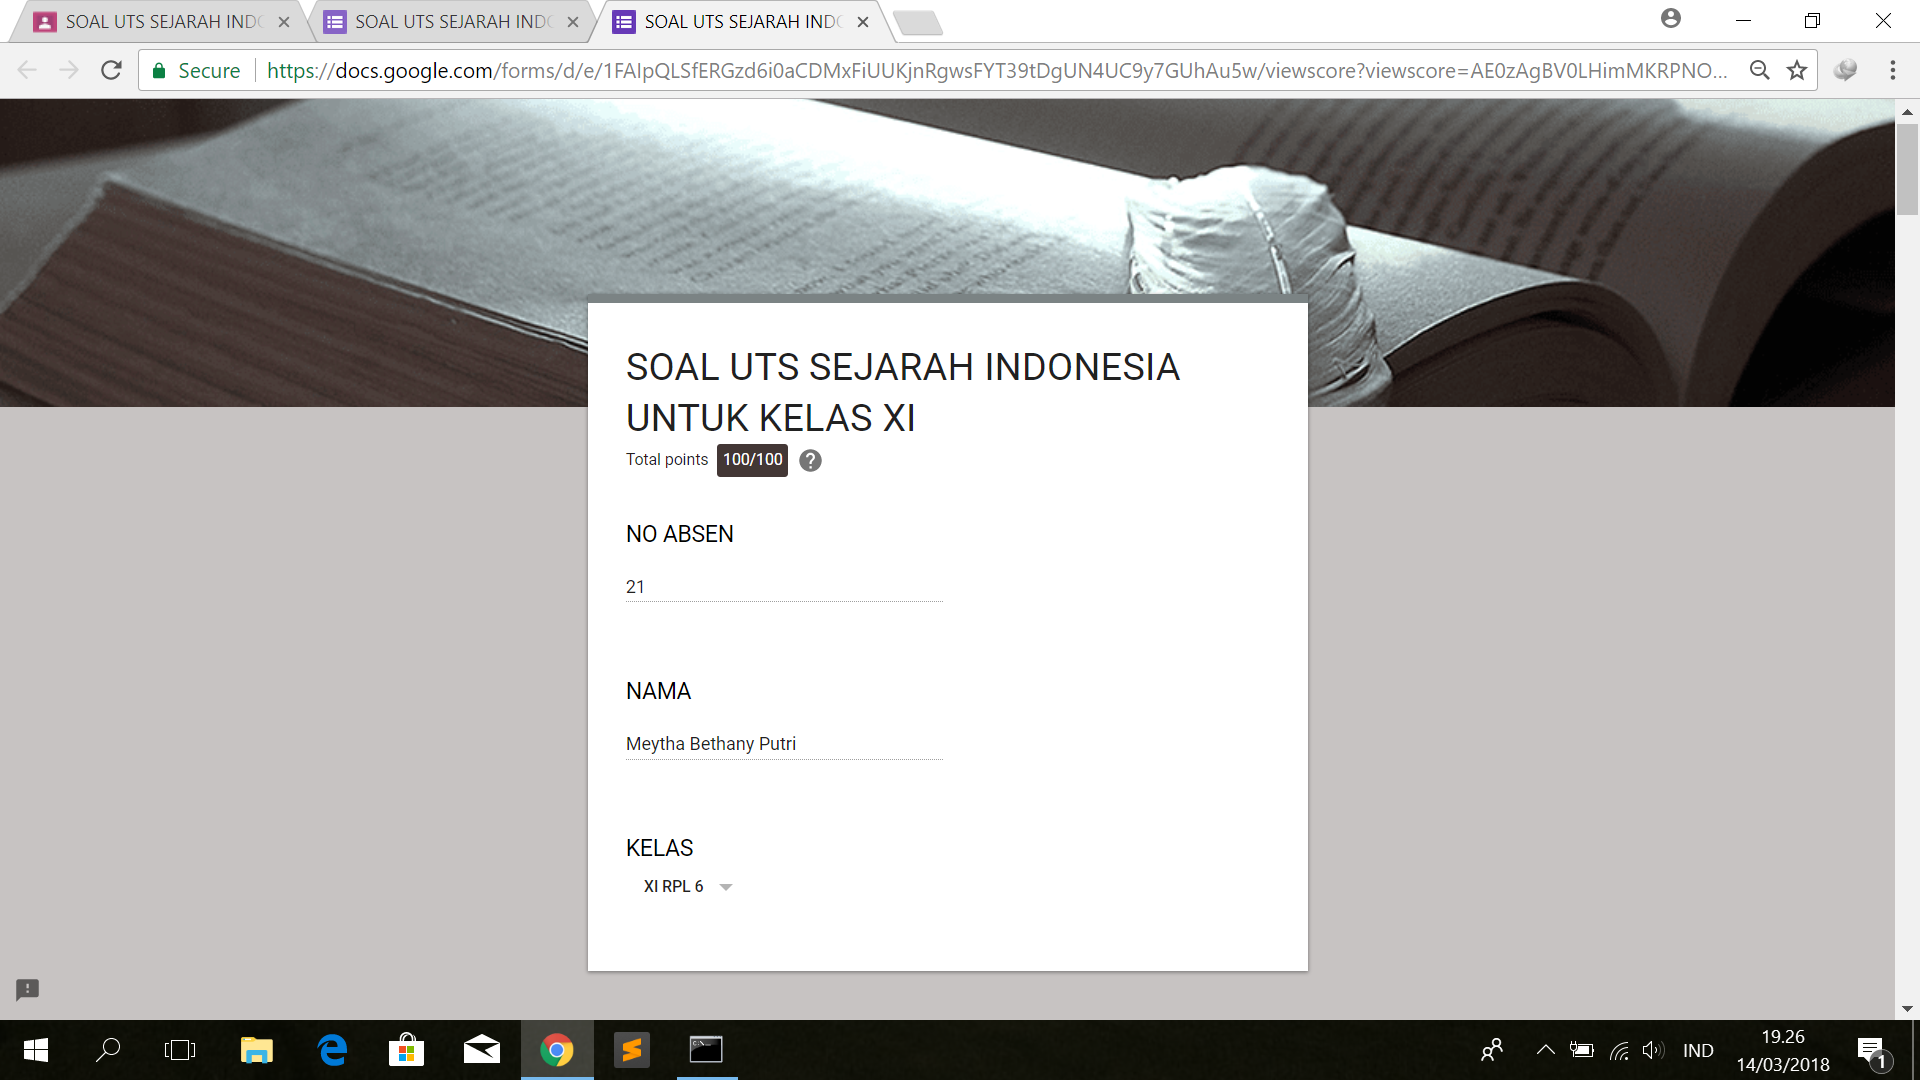 SOAL UTS SEJARAH INDO
SOAL UTS SEJARAH INDO
SOAL UTS SEJARAH INDO
Secure
https://docs.google.com/forms/d/e/1FAIpQLSfERGzd6i0aCDMxFiUUKjnRgwsFYT39tDgUN4UC9y7GUhAu5w/viewscore?viewscore=AE0zAgBV0LHimMKRPNO...
SOAL UTS SEJARAH INDONESIA
UNTUK KELAS XI
Total points 100/100
NO ABSEN
21
NAMA
Meytha Bethany Putri
KELAS
XI RPL 6
IND
19.26
14/03/2018
1